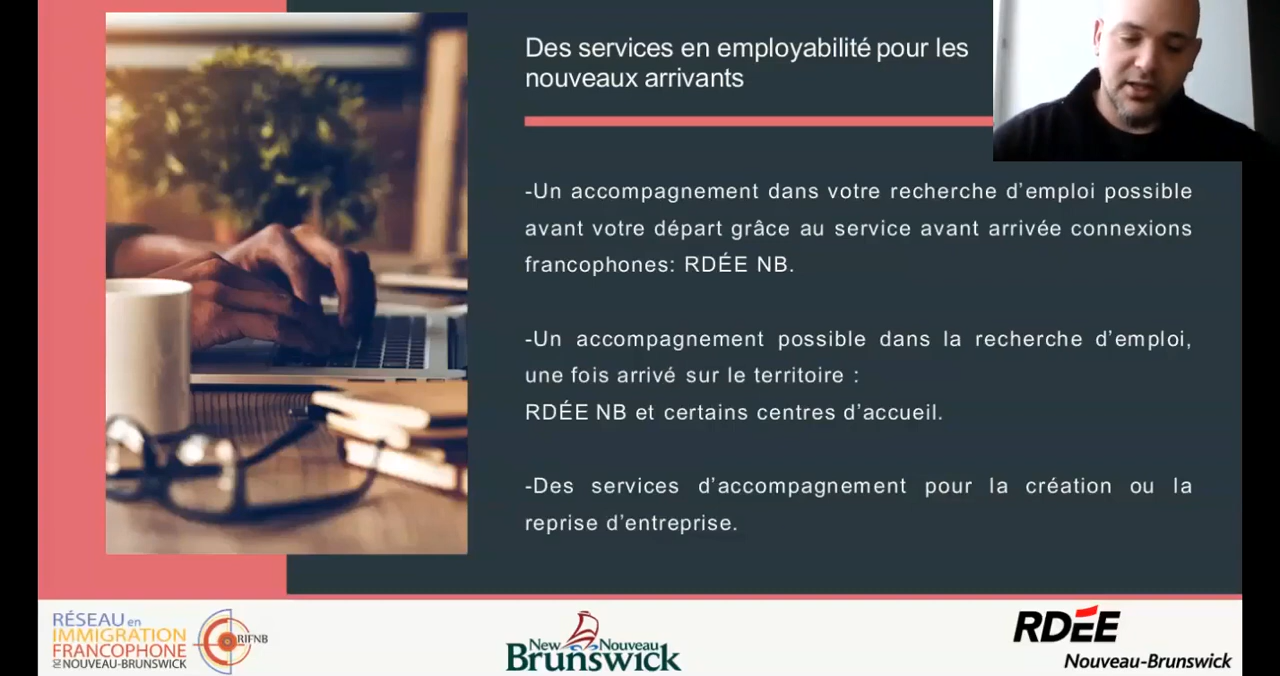 Des services en employabilité pour les
nouveaux arrivants
-Un accompagnement dans votre recherche d’emploi possible
avant votre départ grâce au service avant arrivée connexions
francophones: RDÉE NB.
-Un accompagnement possible dans la recherche d’emploi,
une fois arrivé sur le territoire :
RDÉE NB et certains centres d’accueil.
-Des services d’accompagnement pour la création ou la
reprise d’entreprise.
RÉSEAU en
IMMIGRATION
FRANCOPHONE
DU NOUVEAU-BRUNSWICK
RIFNB
New Nouveau
Brunswick
RDÉE
Nouveau-Brunswick